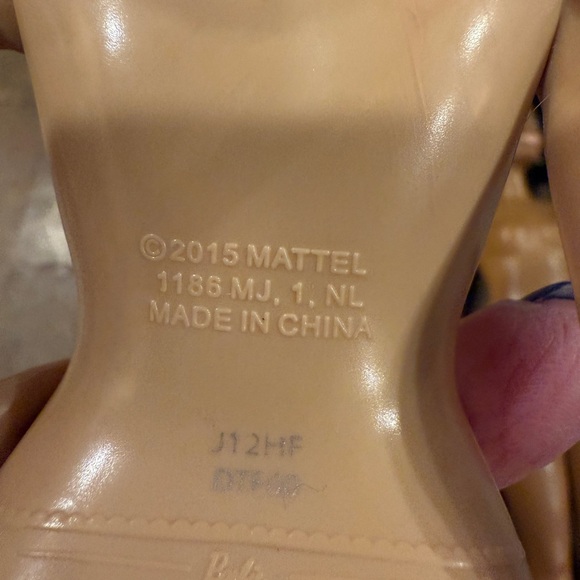 ©2015 MATTEL
1186 MJ, 1, NL
MADE IN CHINA
J12HF